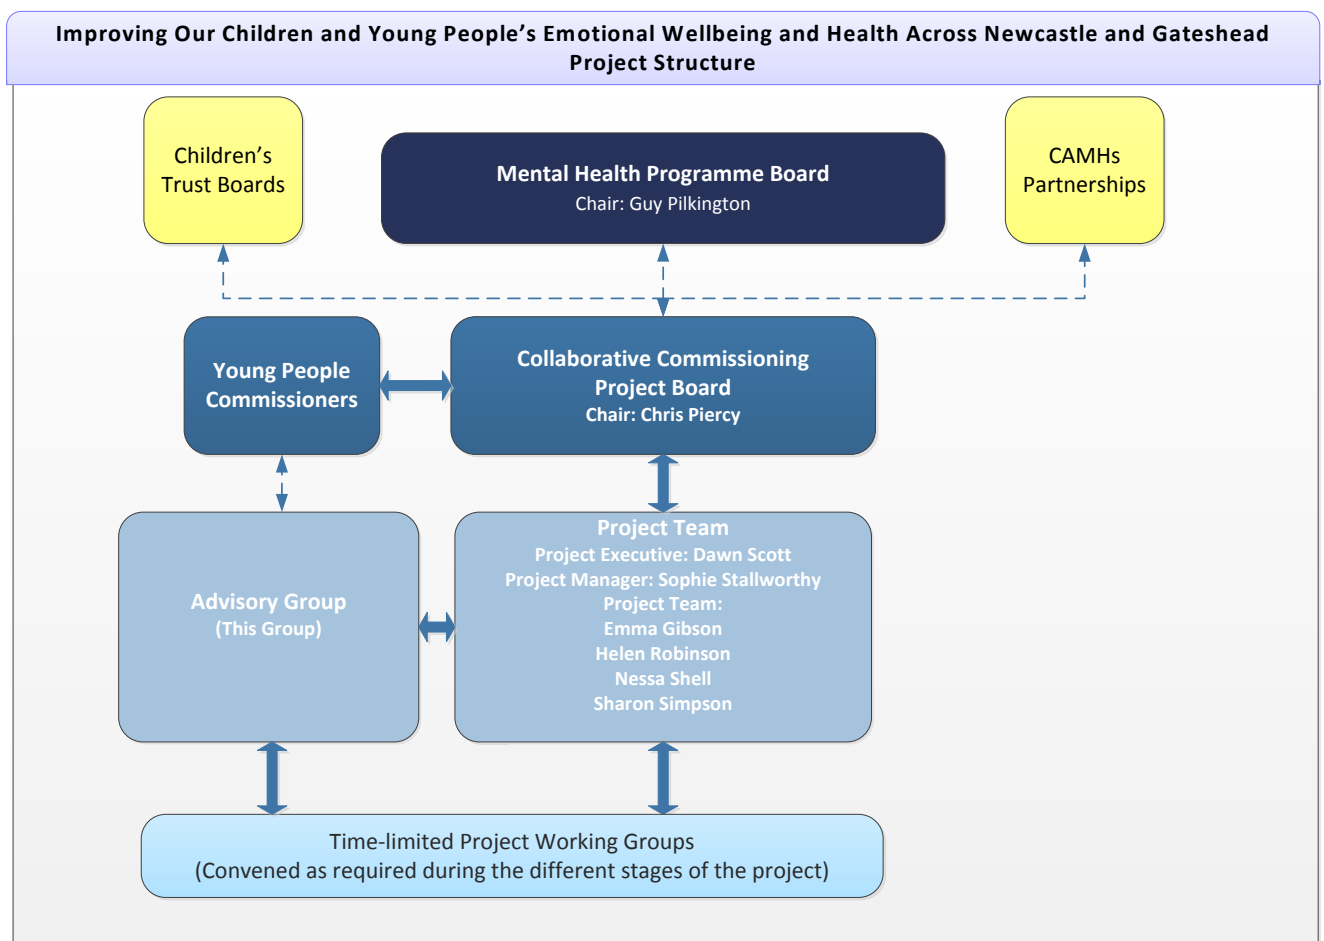 Improving Our Children and Young People’s Emotional Wellbeing and Health Across Newcastle and Gateshead
Project Structure
Children’s
Trust Boards
Mental Health Programme Board
Chair: Guy Pilkington
CAMHs
Partnerships
Young People
Commissioners
Collaborative Commissioning
Project Board
Chair: Chris Piercy
Advisory Group
(This Group)
Project Team
Project Executive: Dawn Scott
Project Manager: Sophie Stallworthy
Project Team:
Emma Gibson
Helen Robinson
Nessa Shell
Sharon Simpson
Time-limited Project Working Groups
(Convened as required during the different stages of the project)